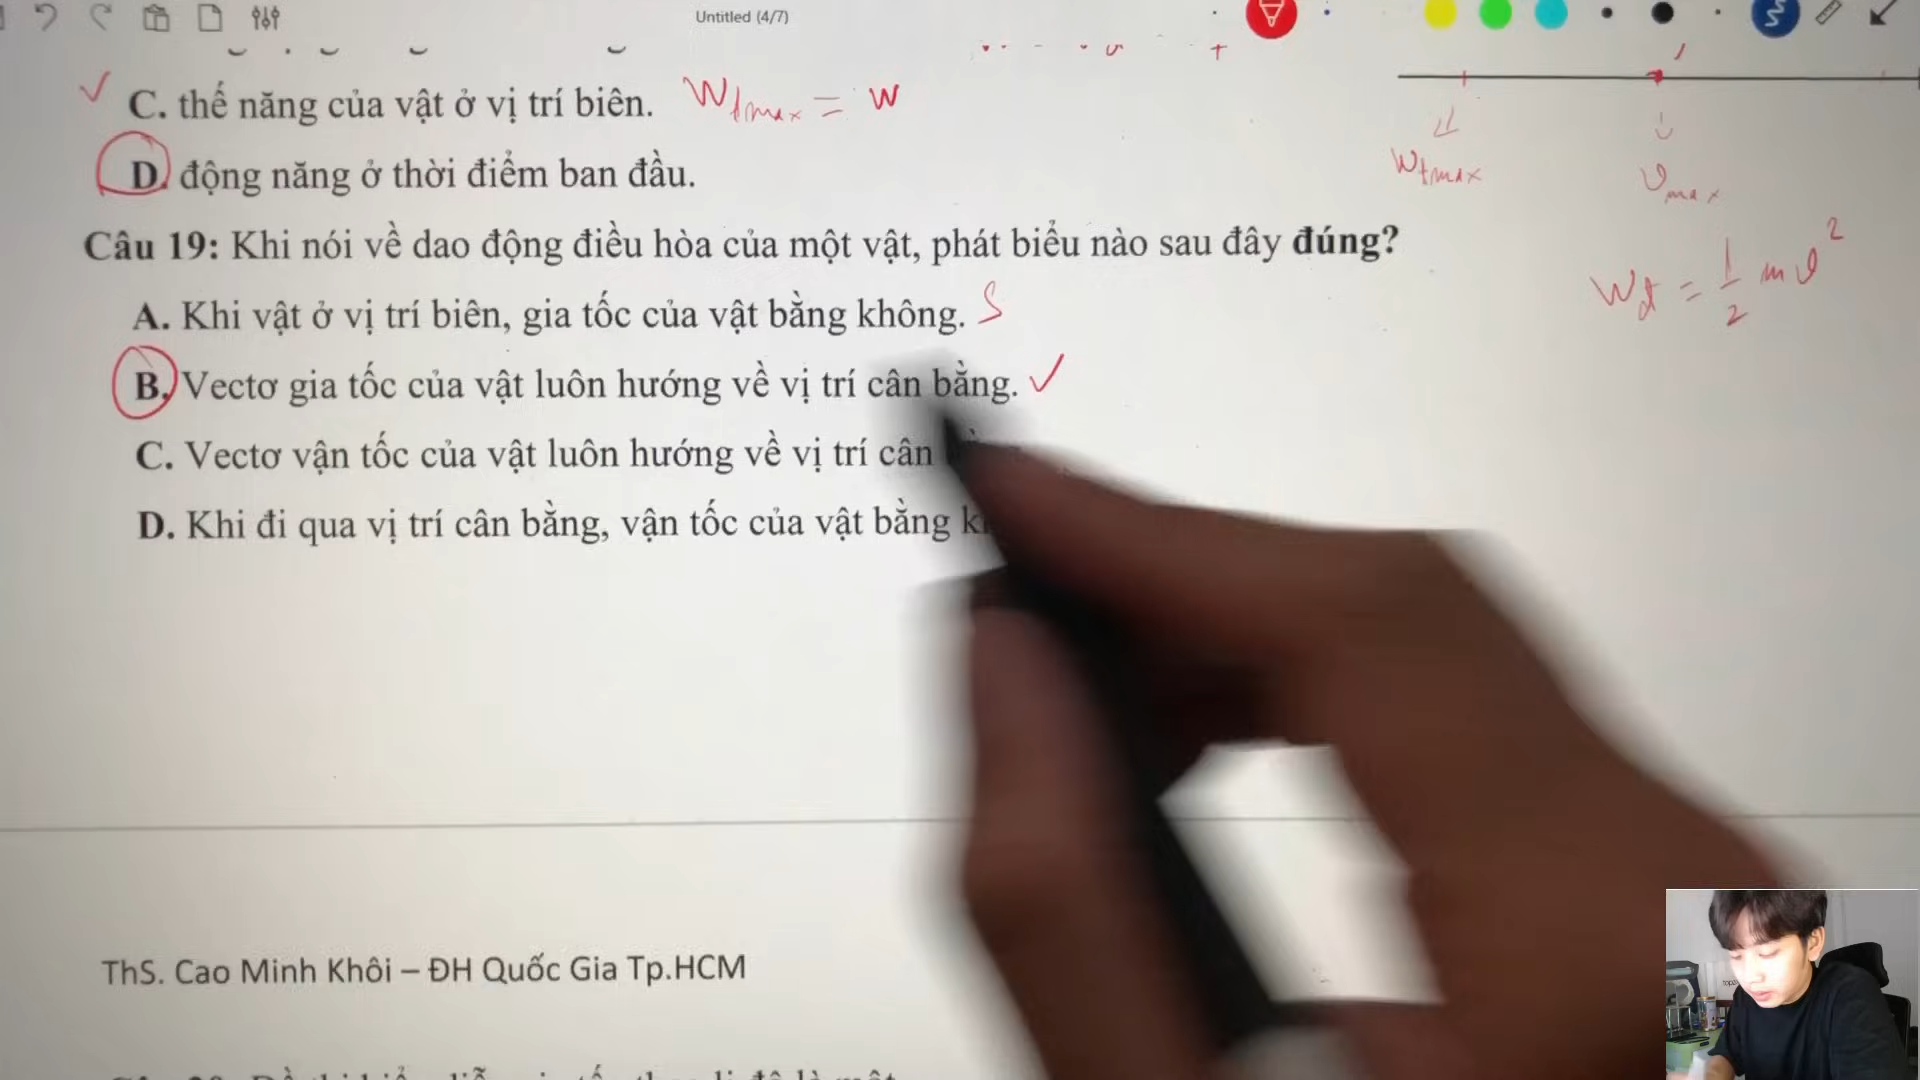 Untitled (4/7)
C. thế năng của vật ở vị trí biên. Wtmax = W
D. động năng ở thời điểm ban đầu.
Wtmax
vmax
Câu 19: Khi nói về dao động điều hòa của một vật, phát biểu nào sau đây đúng?
Wđ = 1/2 mv²
A. Khi vật ở vị trí biên, gia tốc của vật bằng không. S
B. Vectơ gia tốc của vật luôn hướng về vị trí cân bằng.
C. Vectơ vận tốc của vật luôn hướng về vị trí cân
D. Khi đi qua vị trí cân bằng, vận tốc của vật bằng
ThS. Cao Minh Khôi – ĐH Quốc Gia Tp.HCM